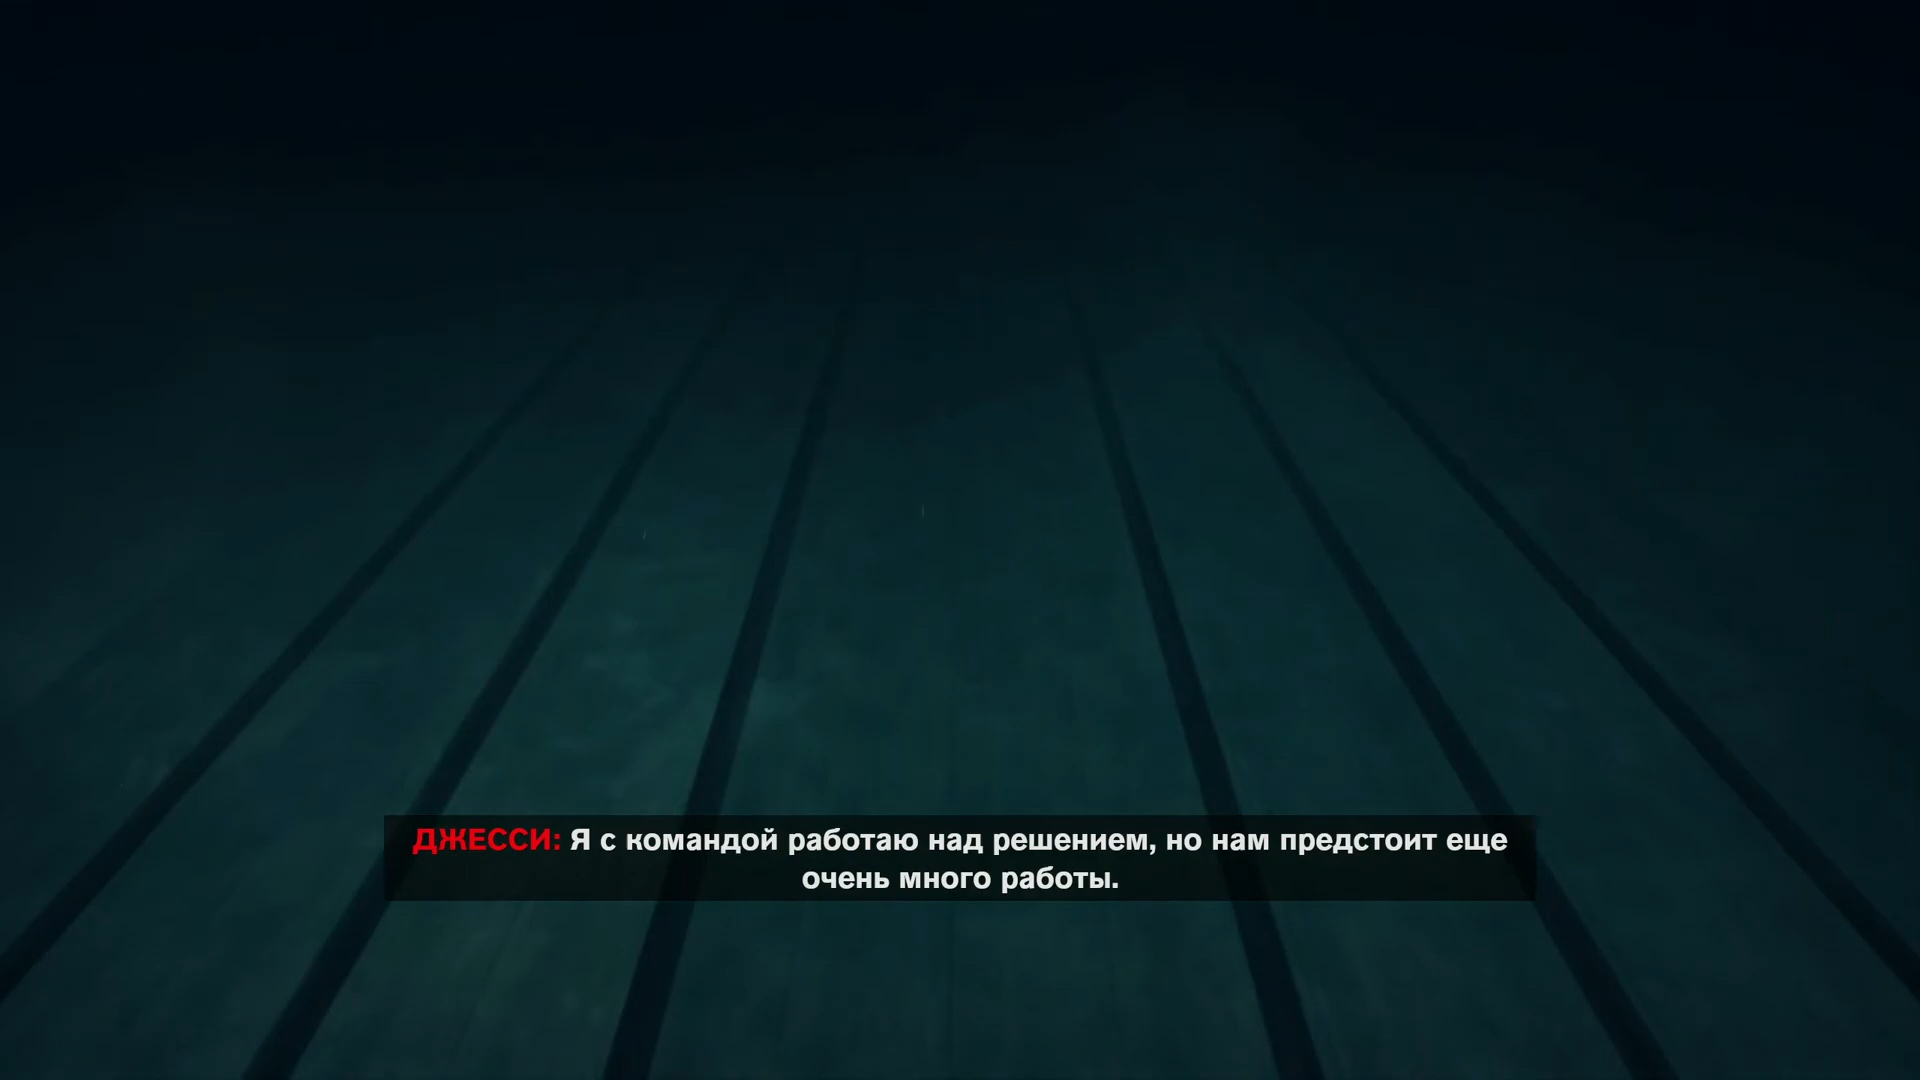 ДЖЕССИ: Я с командой работаю над решением, но нам предстоит еще
очень много работы.